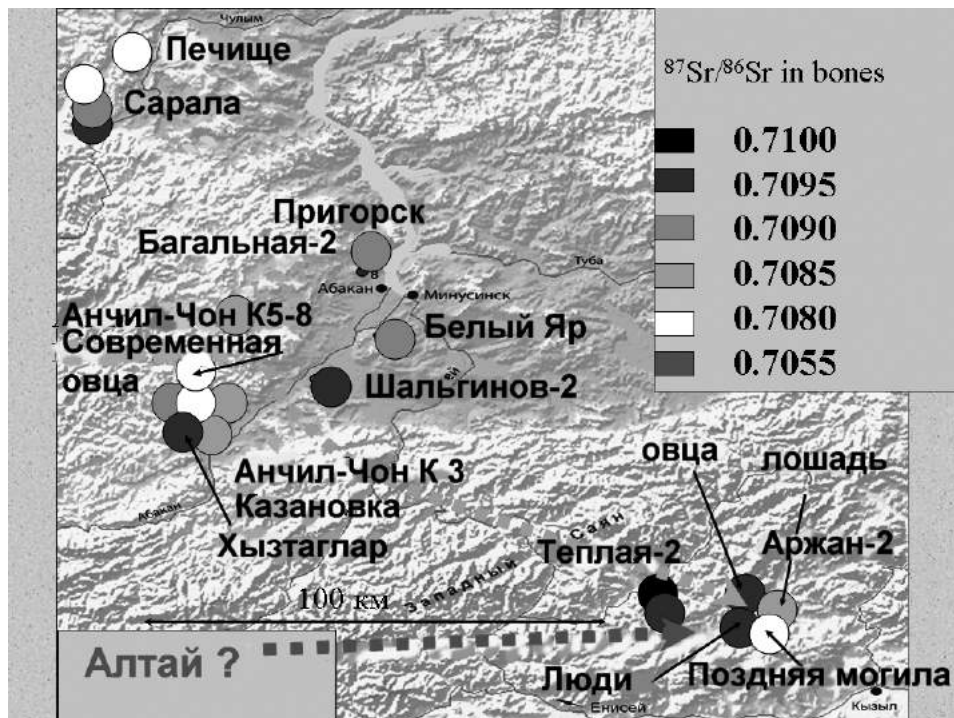 Чулым
Печище
Сарала
⁸⁷Sr/⁸⁶Sr in bones
0.7100
0.7095
0.7090
0.7085
0.7080
0.7055
Пригорск
Багальная-2
8
Абакан
Минусинск
Туба
Анчил-Чон К5-8
Современная
овца
Белый Яр
ей
Шальгинов-2
Анчил-Чон К 3
Казановка
Хызтаглар
Абакан
овца
лошадь
Теплая-2
Аржан-2
Западный Саян
100 км
Алтай ?
Люди
Поздняя могила
Енисей
Кызыл